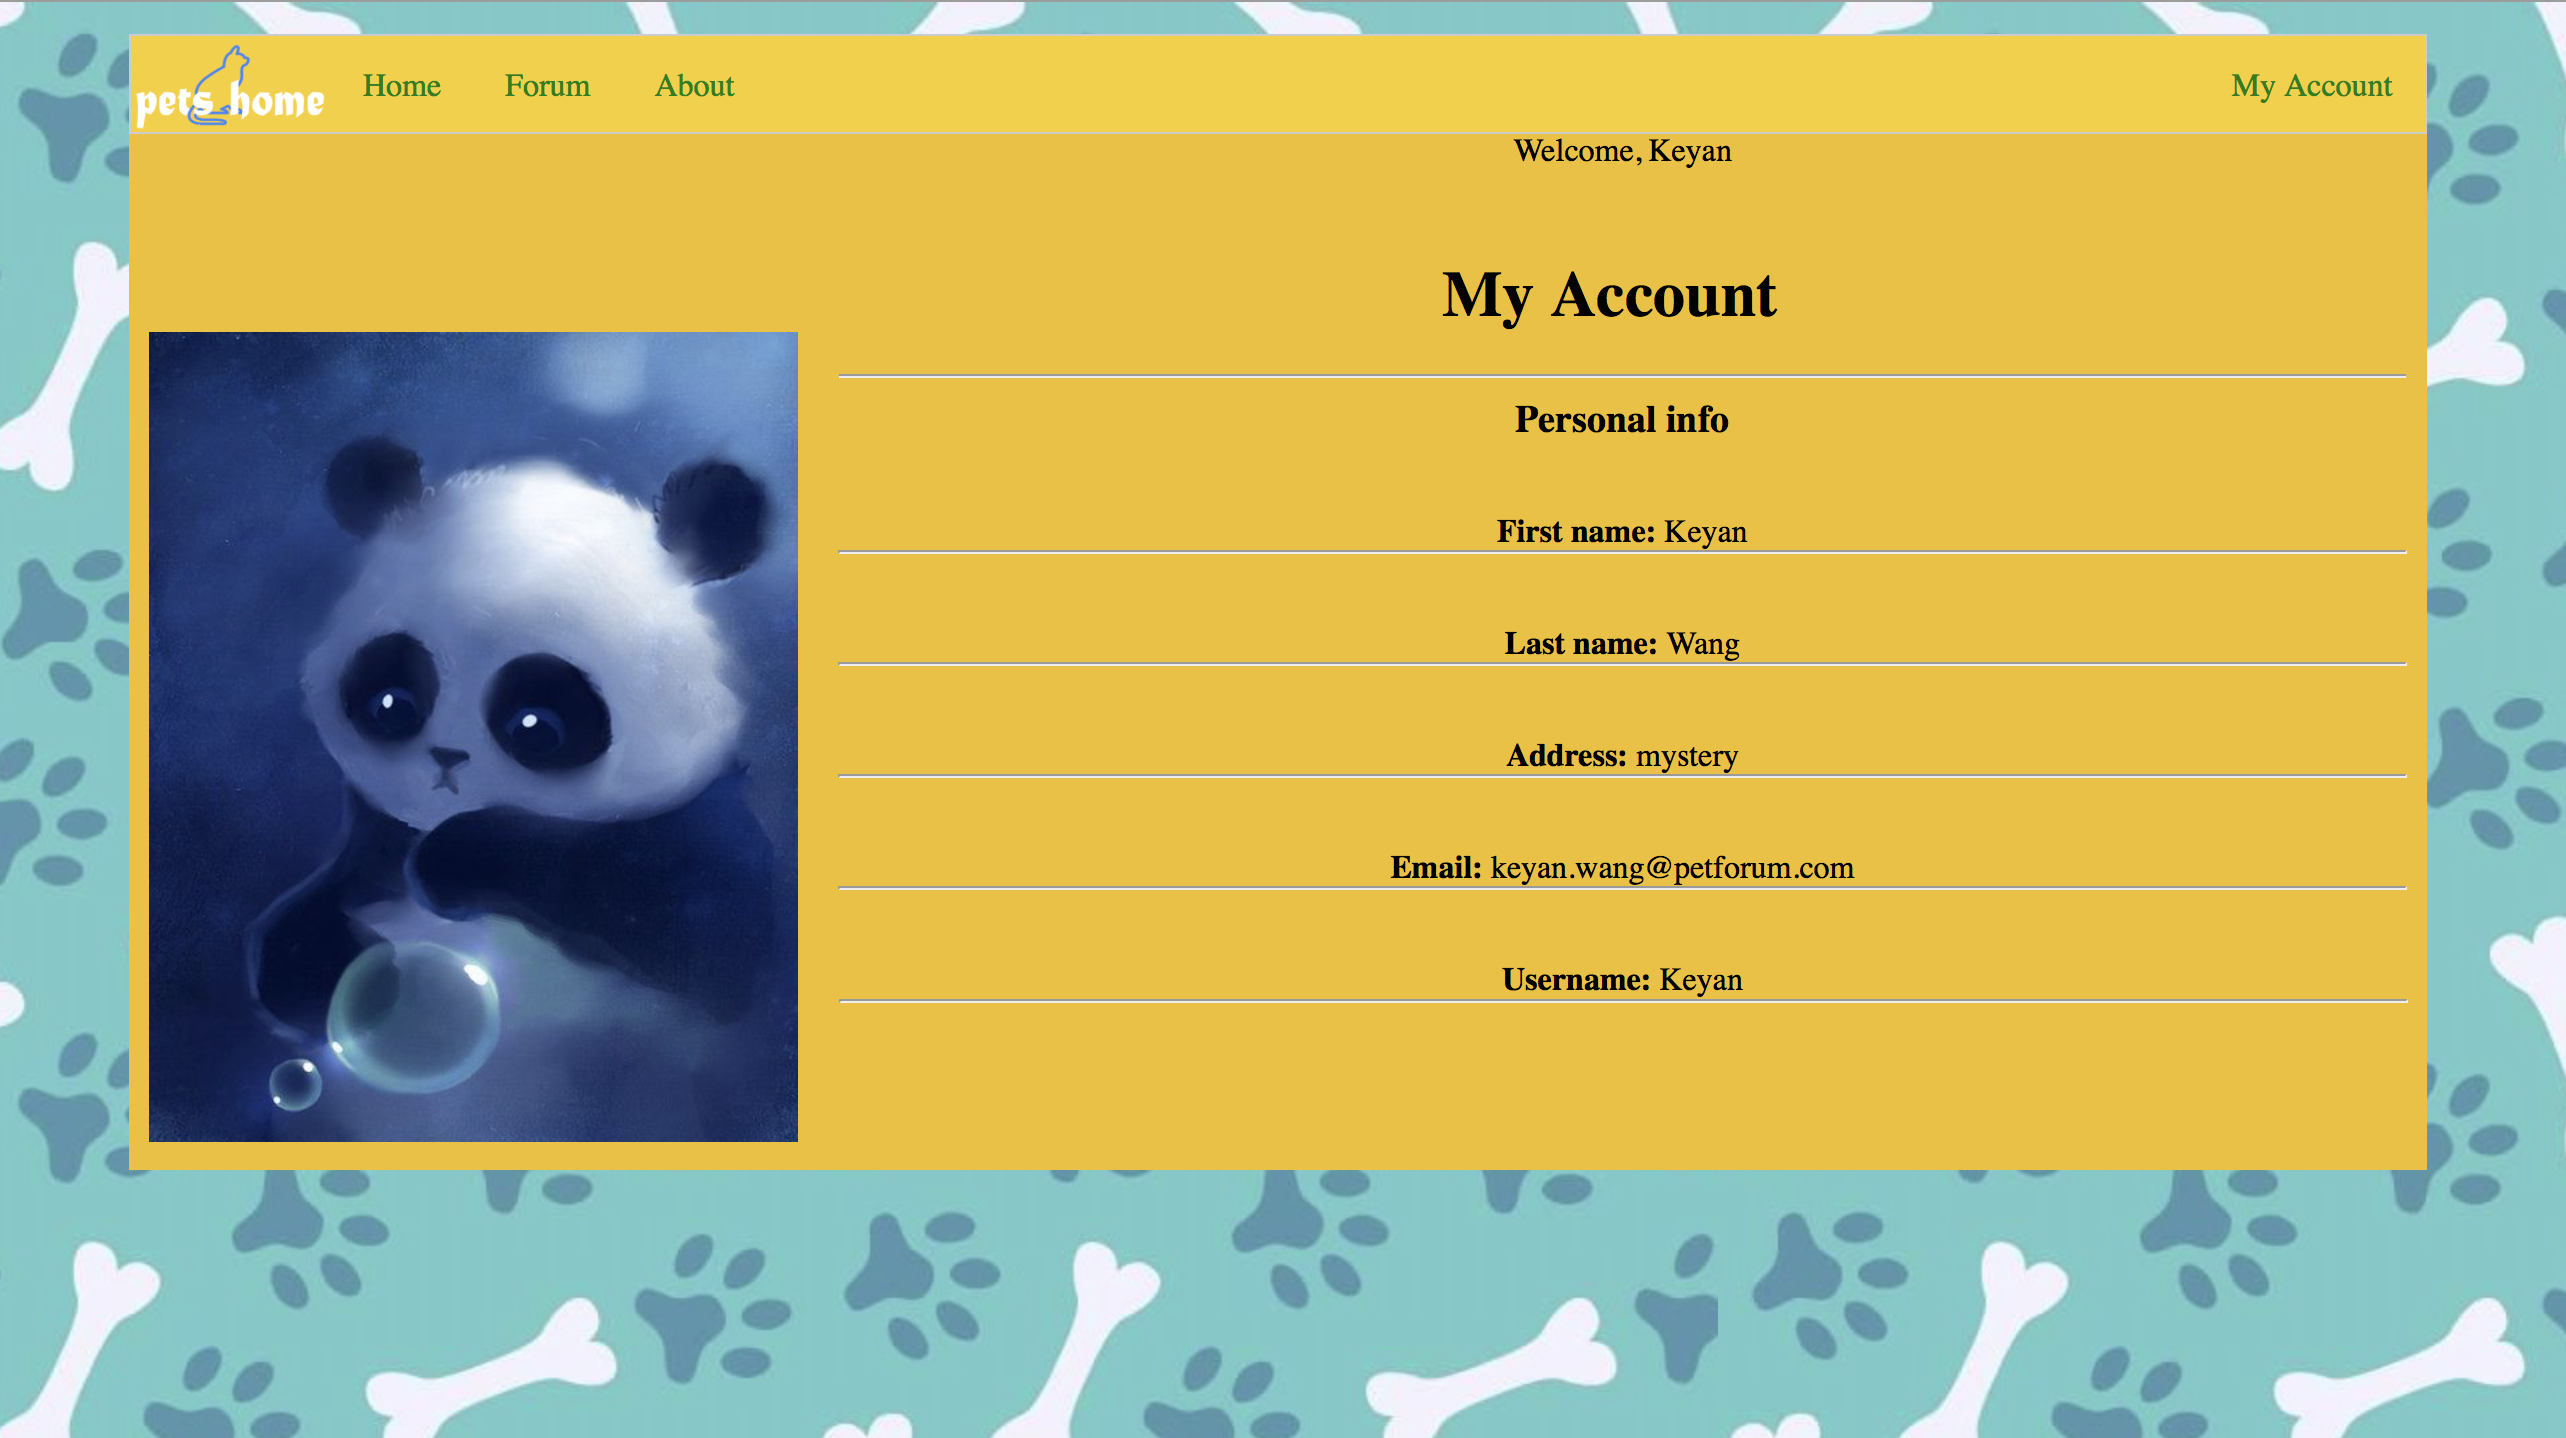 pets home
Home Forum About My Account
Welcome, Keyan
My Account
Personal info
First name: Keyan
Last name: Wang
Address: mystery
Email: keyan.wang@petforum.com
Username: Keyan